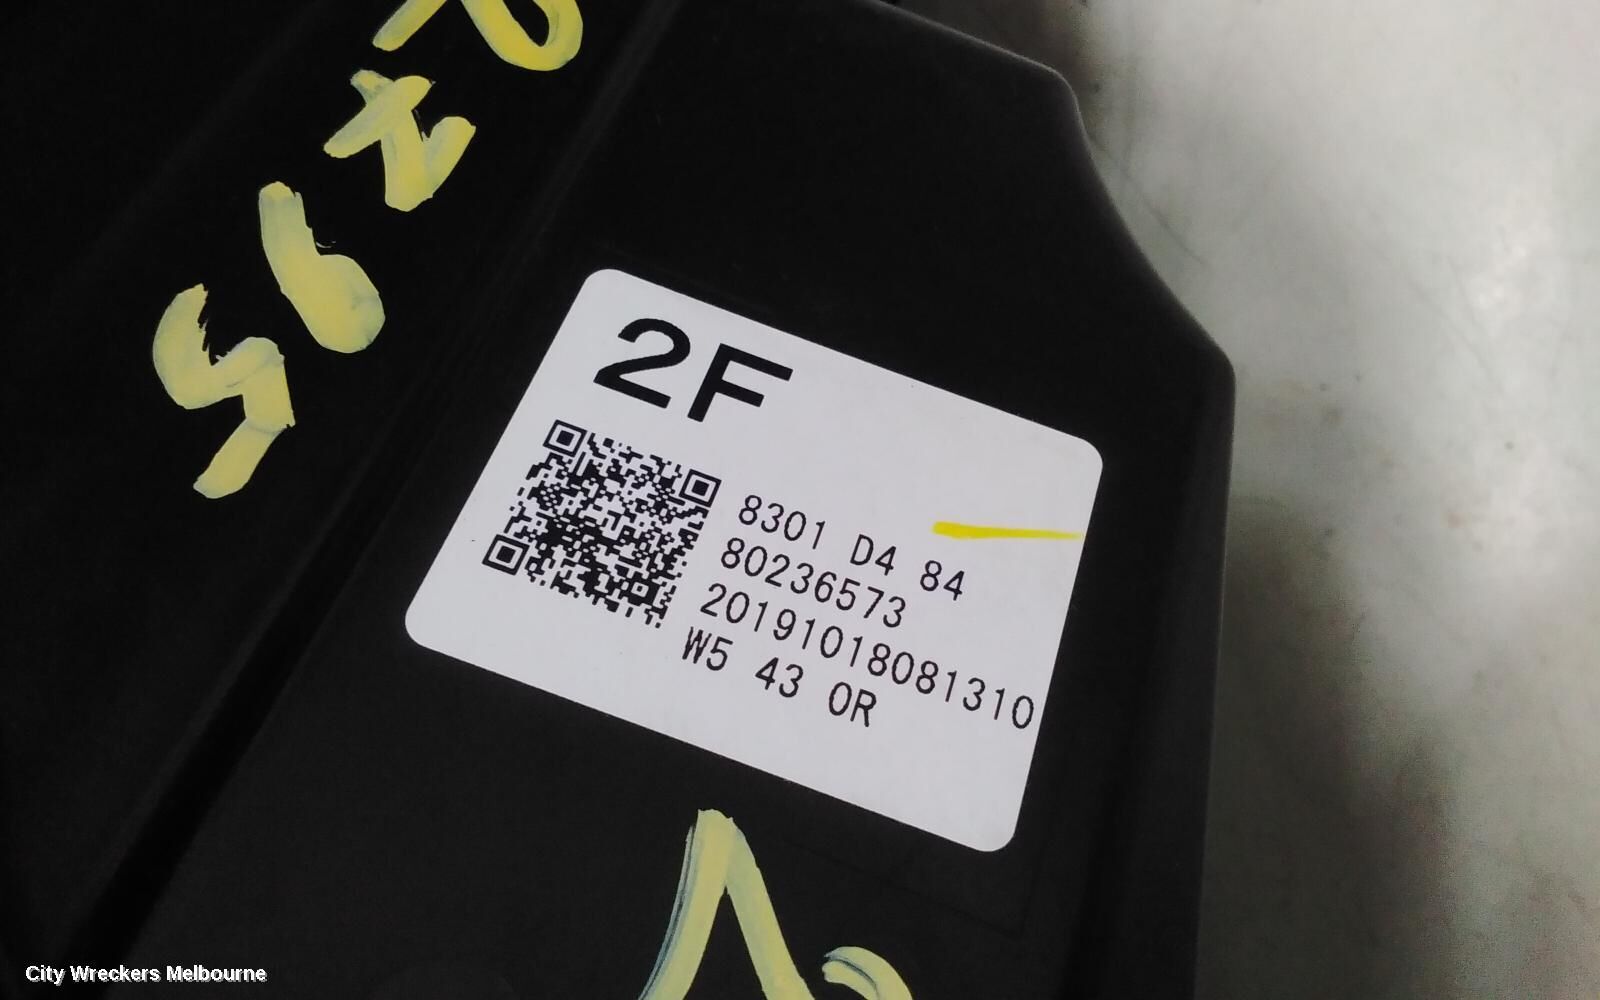 2F
8301 D4 84
80236573
20191018081310
W5 43 0R
City Wreckers Melbourne